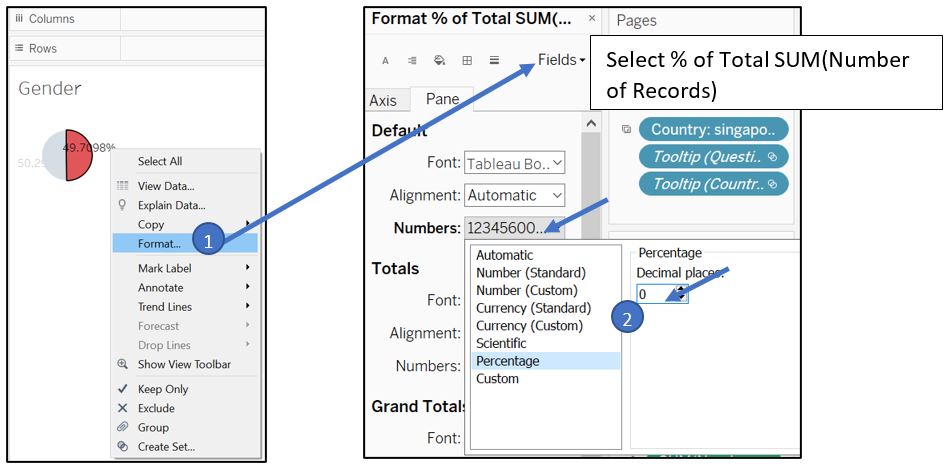 Columns
Rows
Gender
49.7098%
50.29
Select All
View Data...
Explain Data...
Copy
Format...
1
Mark Label
Annotate
Trend Lines
Forecast
Drop Lines
Show View Toolbar
Keep Only
Exclude
Group
Create Set...
Format % of Total SUM(...
Fields
Axis
Pane
Default
Font: Tableau Bo..
Alignment: Automatic
Numbers: 12345600...
Totals
Font:
Alignment:
Numbers:
Grand Totals
Font:
Automatic
Number (Standard)
Number (Custom)
Currency (Standard)
Currency (Custom)
Scientific
Percentage
Custom
Percentage
Decimal places:
0
2
Pages
Select % of Total SUM(Number
of Records)
Country: singapo..
Tooltip (Questi..
Tooltip (Countr..